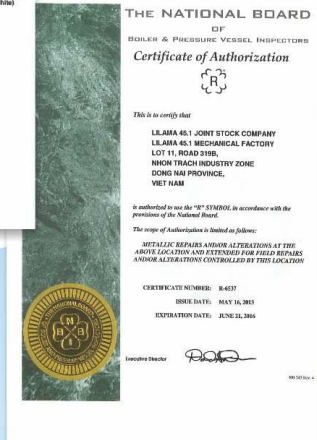 THE NATIONAL BOARD
OF
BOILER & PRESSURE VESSEL INSPECTORS
Certificate of Authorization
R
This is to certify that
LILAMA 45.1 JOINT STOCK COMPANY
LILAMA 45.1 MECHANICAL FACTORY
LOT 11, ROAD 319B,
NHON TRACH INDUSTRY ZONE
DONG NAI PROVINCE,
VIET NAM
is authorized to use the "R" SYMBOL in accordance with the
provisions of the National Board.
The scope of Authorization is limited as follows:
METALLIC REPAIRS AND/OR ALTERATIONS AT THE
ABOVE LOCATION AND EXTENDED FOR FIELD REPAIRS
AND/OR ALTERATIONS CONTROLLED BY THIS LOCATION
CERTIFICATE NUMBER: R-6537
ISSUE DATE: MAY 16, 2013
EXPIRATION DATE: JUNE 21, 2016
Executive Director
N
B B
I